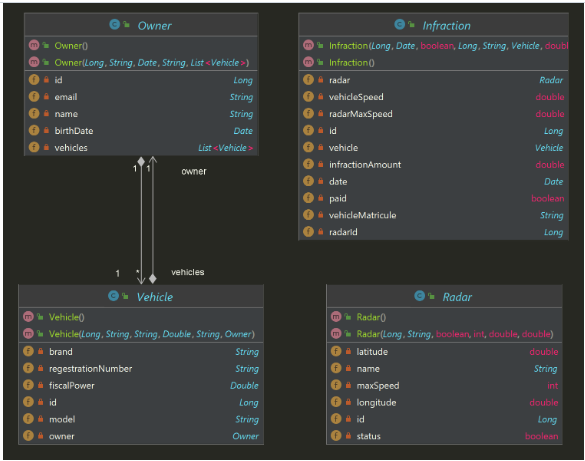 Owner
Owner()
Owner(Long, String, Date, String, List<Vehicle>)
id Long
email String
name String
birthDate Date
vehicles List<Vehicle>
Infraction
Infraction(Long, Date, boolean, Long, String, Vehicle, doubl
Infraction()
radar Radar
vehicleSpeed double
radarMaxSpeed double
id Long
vehicle Vehicle
infractionAmount double
date Date
paid boolean
vehicleMatricule String
radarId Long
1 1
owner
1 *
vehicles
Vehicle
Vehicle()
Vehicle(Long, String, String, Double, String, Owner)
brand String
regestrationNumber String
fiscalPower Double
id Long
model String
owner Owner
Radar
Radar()
Radar(Long, String, boolean, int, double, double)
latitude double
name String
maxSpeed int
longitude double
id Long
status boolean